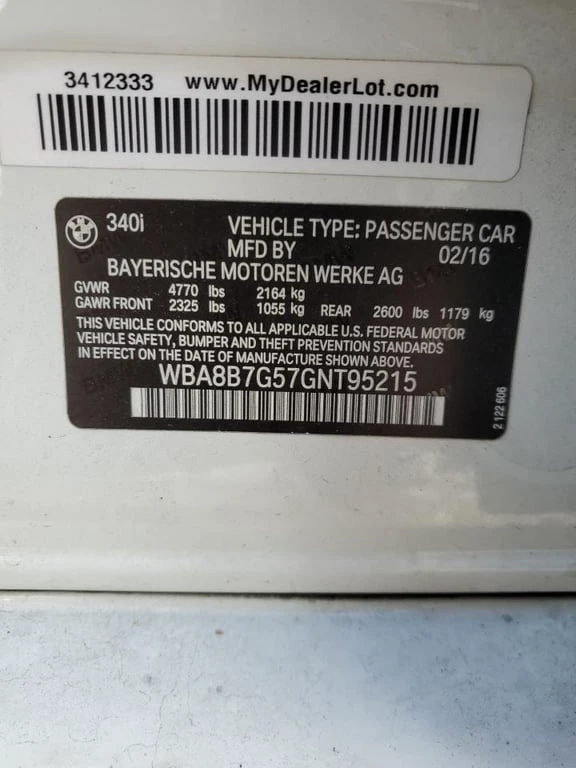 3412333 www.MyDealerLot.com
340i VEHICLE TYPE: PASSENGER CAR
MFD BY 02/16
BAYERISCHE MOTOREN WERKE AG
GVWR 4770 lbs 2164 kg
GAWR FRONT 2325 lbs 1055 kg REAR 2600 lbs 1179 kg
THIS VEHICLE CONFORMS TO ALL APPLICABLE U.S. FEDERAL MOTOR
VEHICLE SAFETY, BUMPER AND THEFT PREVENTION STANDARDS
IN EFFECT ON THE DATE OF MANUFACTURE SHOWN ABOVE.
WBA8B7G57GNT95215
2 122 606